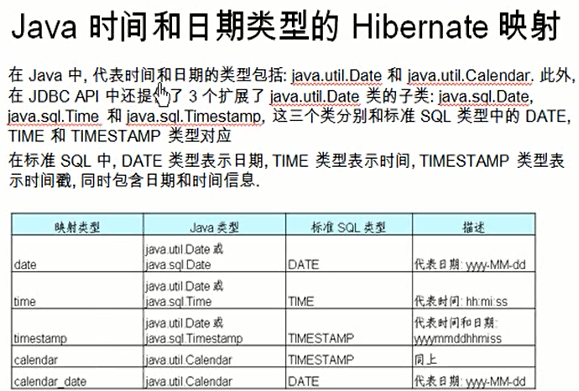 Java 时间和日期类型的 Hibernate 映射
在 Java 中, 代表时间和日期的类型包括: java.util.Date 和 java.util.Calendar. 此外,
在 JDBC API 中还提供了 3 个扩展了 java.util.Date 类的子类: java.sql.Date,
java.sql.Time 和 java.sql.Timestamp, 这三个类分别和标准 SQL 类型中的 DATE,
TIME 和 TIMESTAMP 类型对应
在标准 SQL 中, DATE 类型表示日期, TIME 类型表示时间, TIMESTAMP 类型表
示时间戳, 同时包含日期和时间信息.
映射类型 Java 类型 标准 SQL 类型 描述
java.util.Date 或
date java.sql.Date DATE 代表日期: yyyy-MM-dd
java.util.Date 或
time java.sql.Time TIME 代表时间: hh:mi:ss
java.util.Date 或 代表时间和日期:
timestamp java.sql.Timestamp TIMESTAMP yyyymmddhhmiss
calendar java.util.Calendar TIMESTAMP 同上
calendar_date java.util.Calendar DATE 代表日期: yyyy-MM-dd